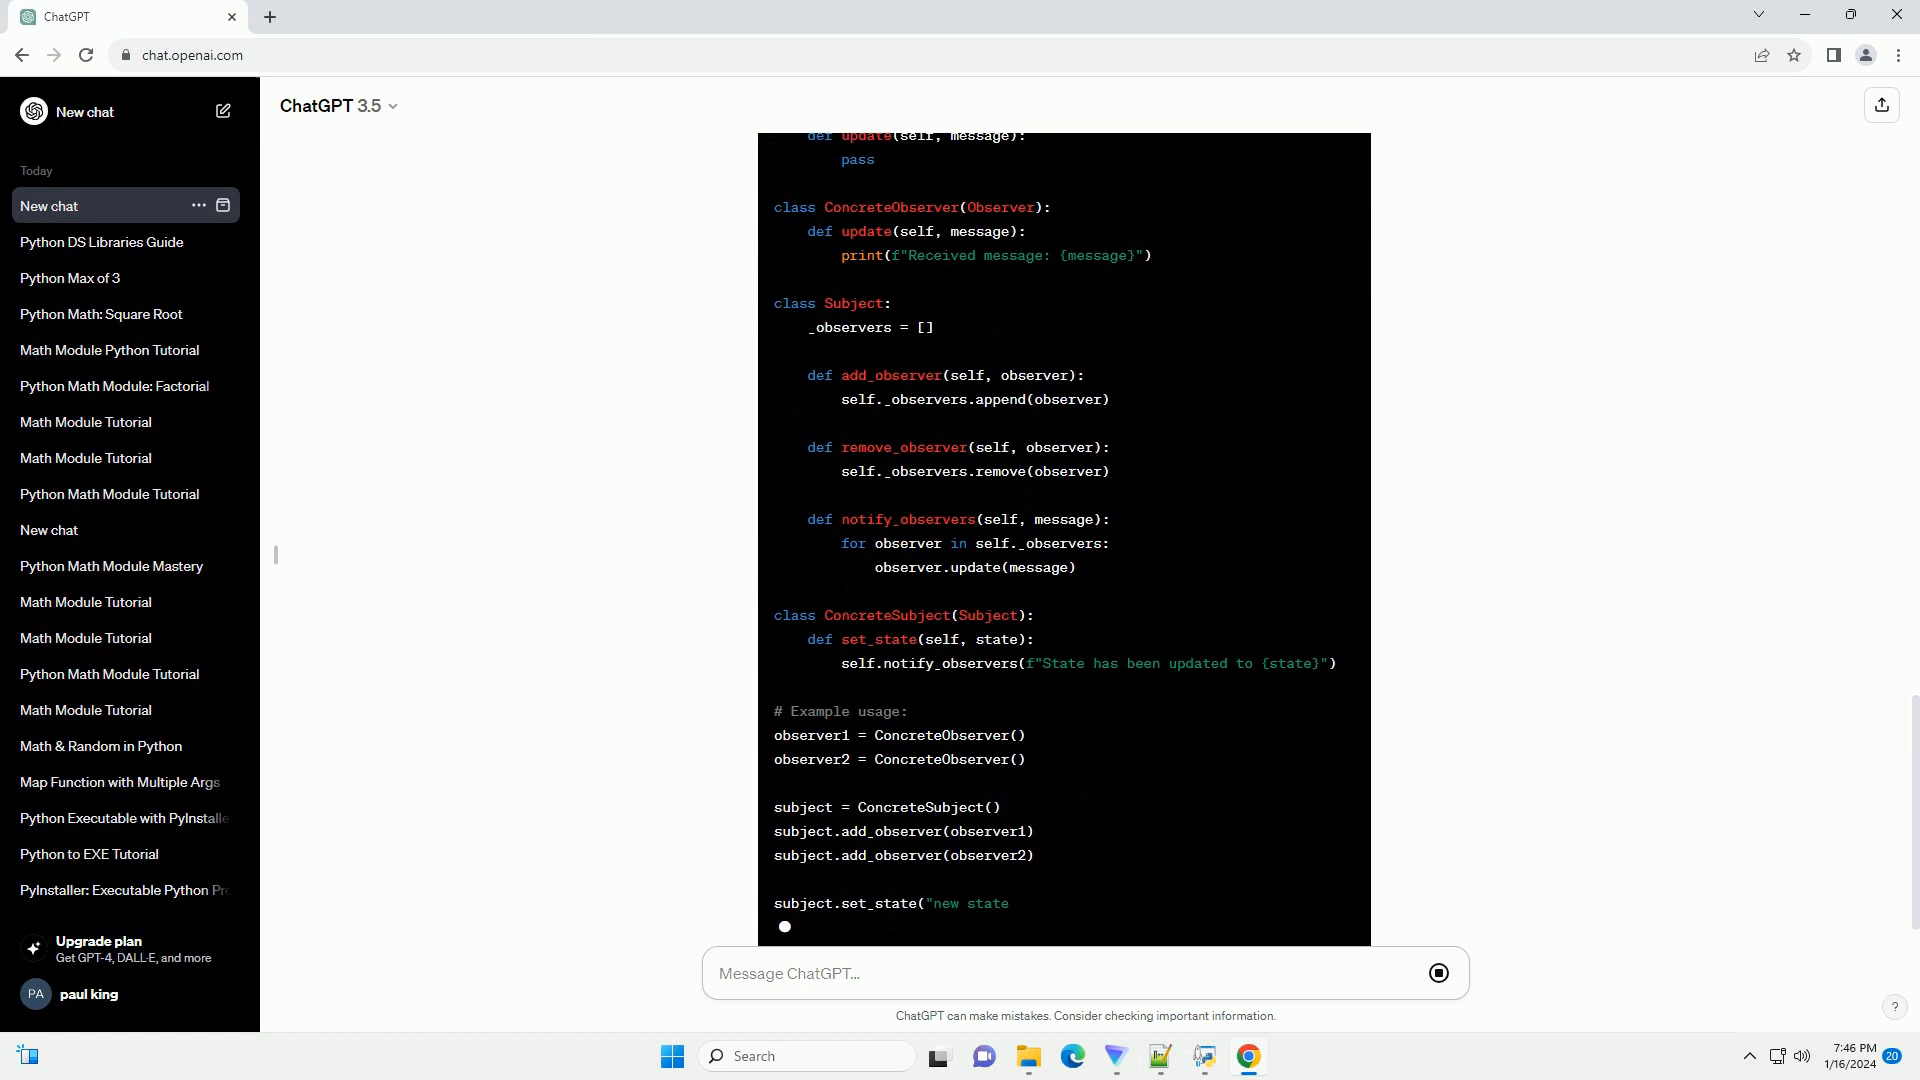 ChatGPT
chat.openai.com
New chat
ChatGPT 3.5
Today
New chat
Python DS Libraries Guide
Python Max of 3
Python Math: Square Root
Math Module Python Tutorial
Python Math Module: Factorial
Math Module Tutorial
Math Module Tutorial
Python Math Module Tutorial
New chat
Python Math Module Mastery
Math Module Tutorial
Math Module Tutorial
Python Math Module Tutorial
Math Module Tutorial
Math & Random in Python
Map Function with Multiple Args
Python Executable with PyInstalle
Python to EXE Tutorial
PyInstaller: Executable Python Pro
Upgrade plan
Get GPT-4, DALL·E, and more
PA paul king
def update(self, message):
pass
class ConcreteObserver(Observer):
def update(self, message):
print(f"Received message: {message}")
class Subject:
_observers = []
def add_observer(self, observer):
self._observers.append(observer)
def remove_observer(self, observer):
self._observers.remove(observer)
def notify_observers(self, message):
for observer in self._observers:
observer.update(message)
class ConcreteSubject(Subject):
def set_state(self, state):
self.notify_observers(f"State has been updated to {state}")
# Example usage:
observer1 = ConcreteObserver()
observer2 = ConcreteObserver()
subject = ConcreteSubject()
subject.add_observer(observer1)
subject.add_observer(observer2)
subject.set_state("new state
Message ChatGPT...
ChatGPT can make mistakes. Consider checking important information.
?
Search
7:46 PM
1/16/2024
20